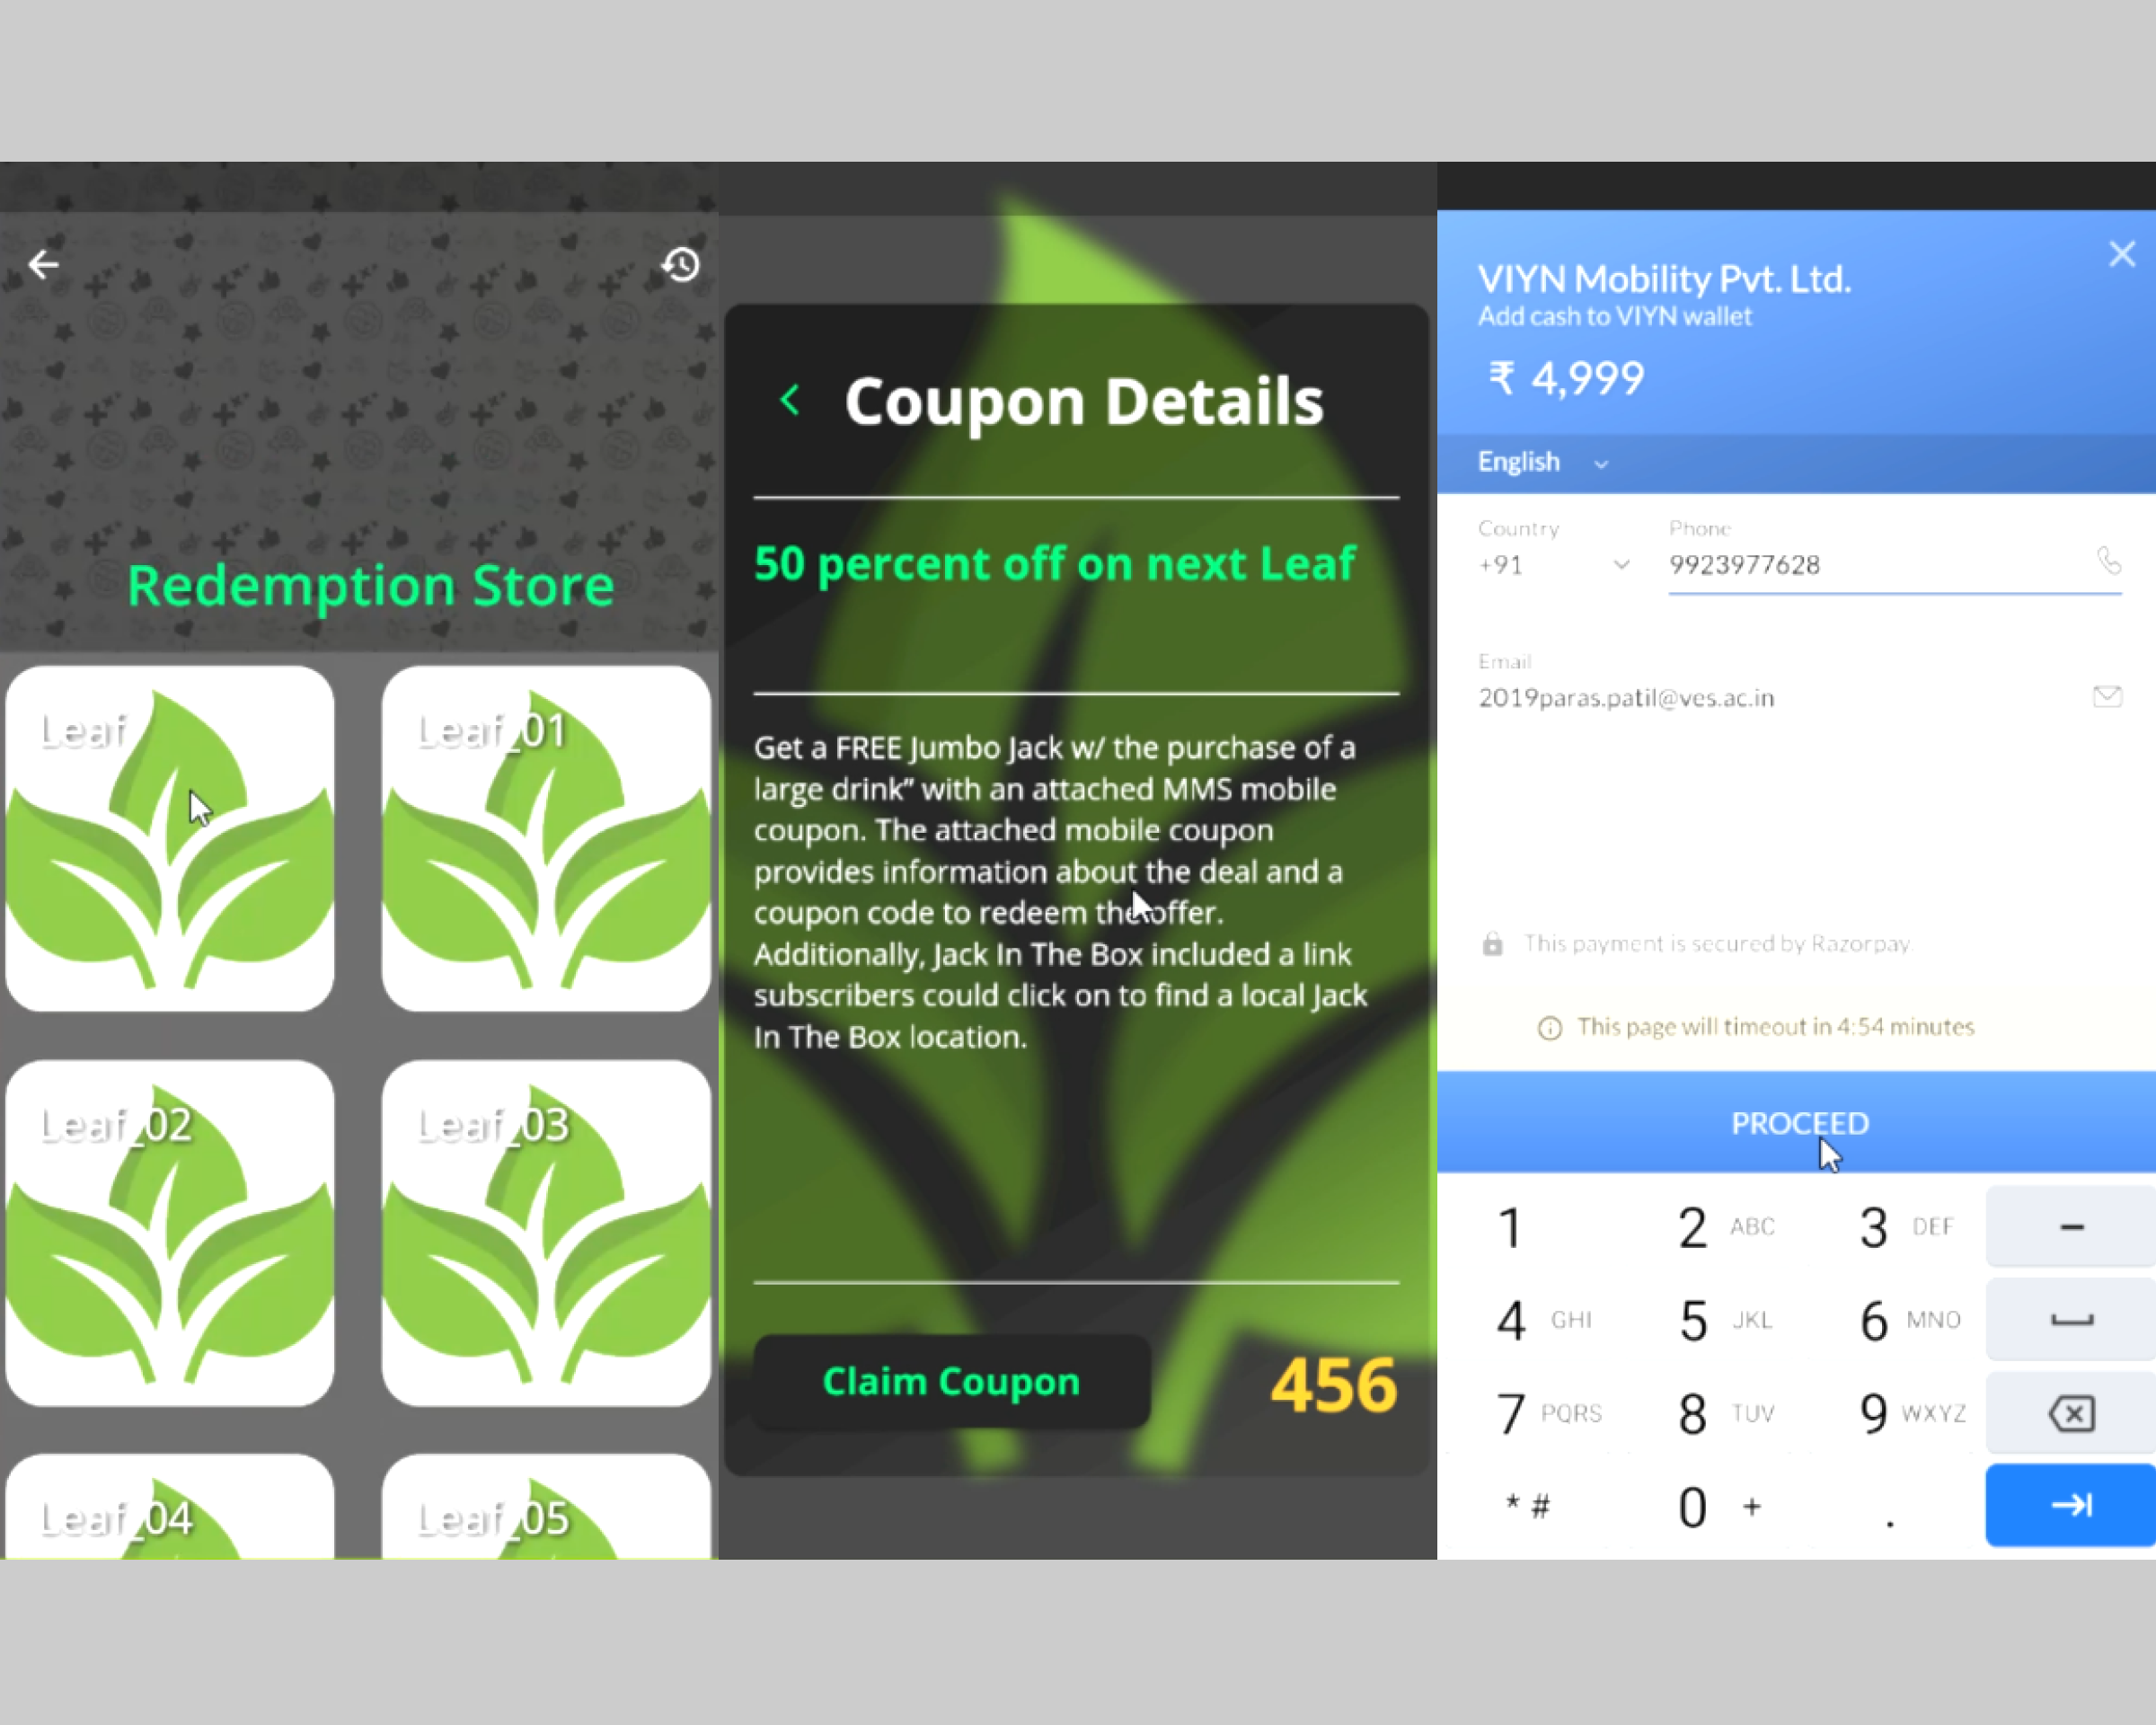 Redemption Store
Leaf
Leaf_01
Leaf_02
Leaf_03
Leaf_04
Leaf_05
Coupon Details
50 percent off on next Leaf
Get a FREE Jumbo Jack w/ the purchase of a
large drink” with an attached MMS mobile
coupon. The attached mobile coupon
provides information about the deal and a
coupon code to redeem the offer.
Additionally, Jack In The Box included a link
subscribers could click on to find a local Jack
In The Box location.
Claim Coupon
456
VIYN Mobility Pvt. Ltd.
Add cash to VIYN wallet
₹ 4,999
English
Country
Phone
+91
9923977628
Email
2019paras.patil@ves.ac.in
This payment is secured by Razorpay.
This page will timeout in 4:54 minutes
PROCEED
1
2 ABC
3 DEF
–
4 GHI
5 JKL
6 MNO
7 PQRS
8 TUV
9 WXYZ
* #
0 +
.